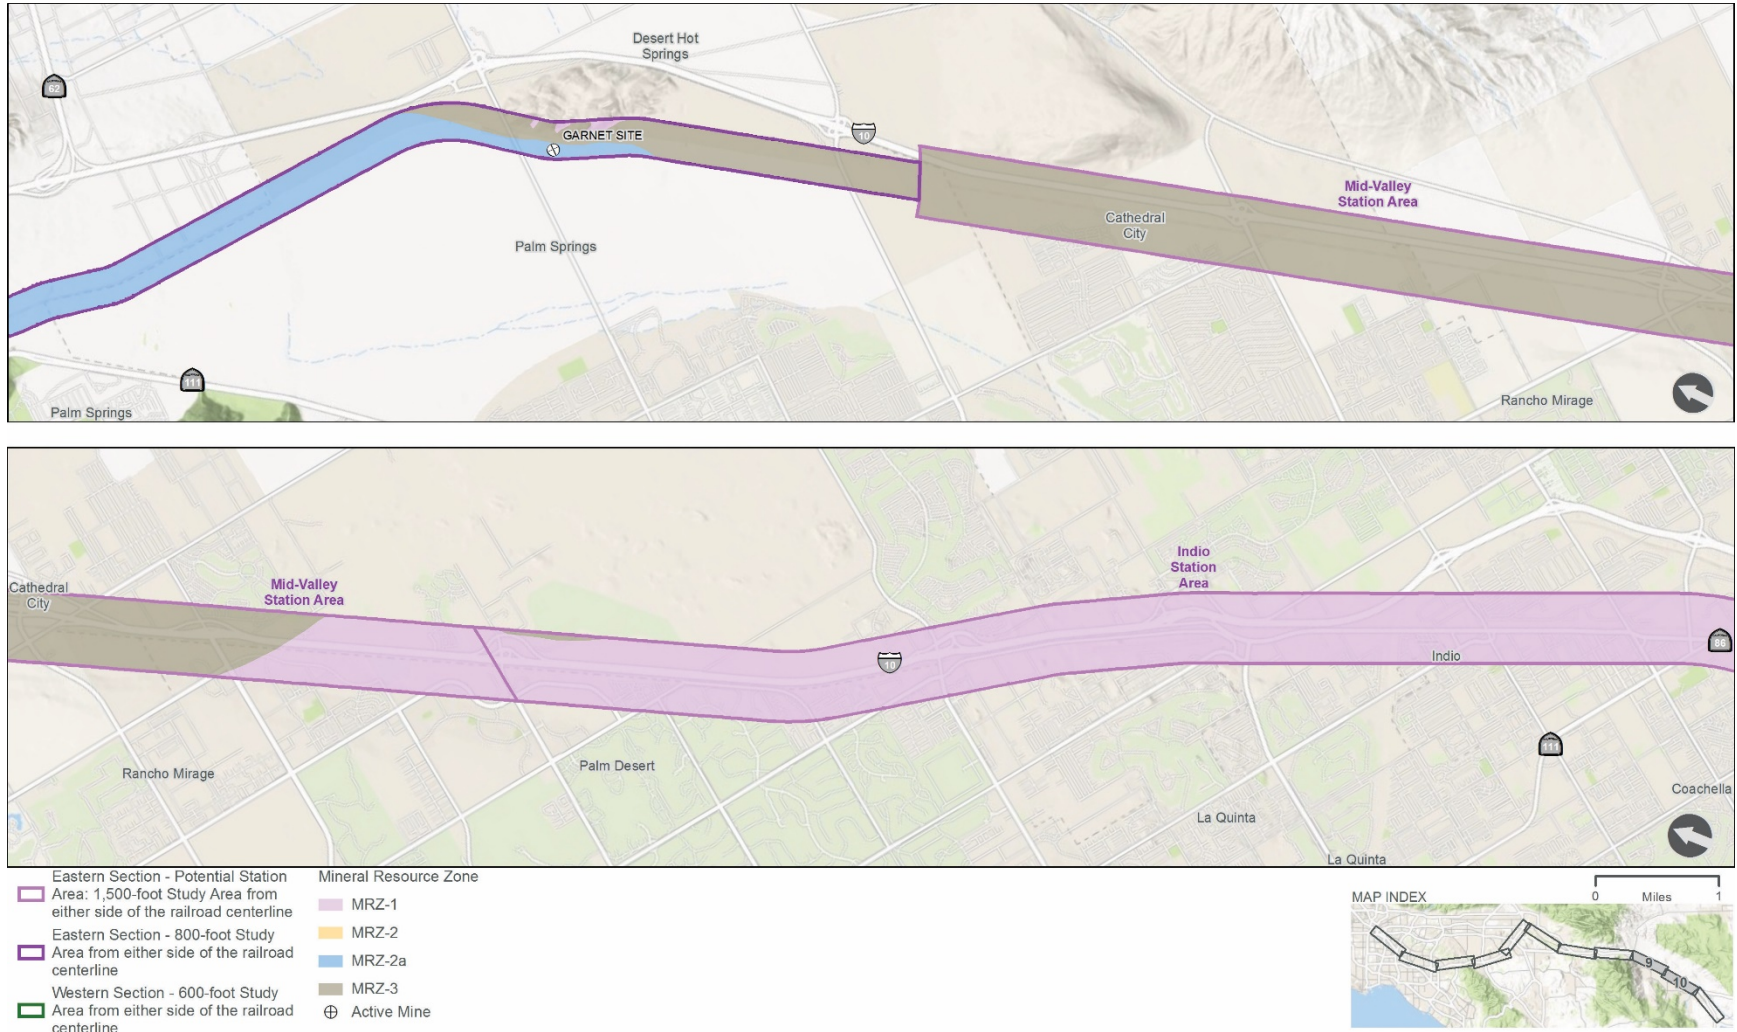 Desert Hot
Springs
62
GARNET SITE
10
Mid-Valley
Station Area
Cathedral
City
Palm Springs
111
Palm Springs
Rancho Mirage
Indio
Station
Area
Cathedral
City
Mid-Valley
Station Area
10
Indio
86
111
Rancho Mirage
Palm Desert
Coachella
La Quinta
La Quinta
Eastern Section - Potential Station
Area: 1,500-foot Study Area from
either side of the railroad centerline
Eastern Section - 800-foot Study
Area from either side of the railroad
centerline
Western Section - 600-foot Study
Area from either side of the railroad
centerline
Mineral Resource Zone
MRZ-1
MRZ-2
MRZ-2a
MRZ-3
Active Mine
0 Miles 1
MAP INDEX
9
10